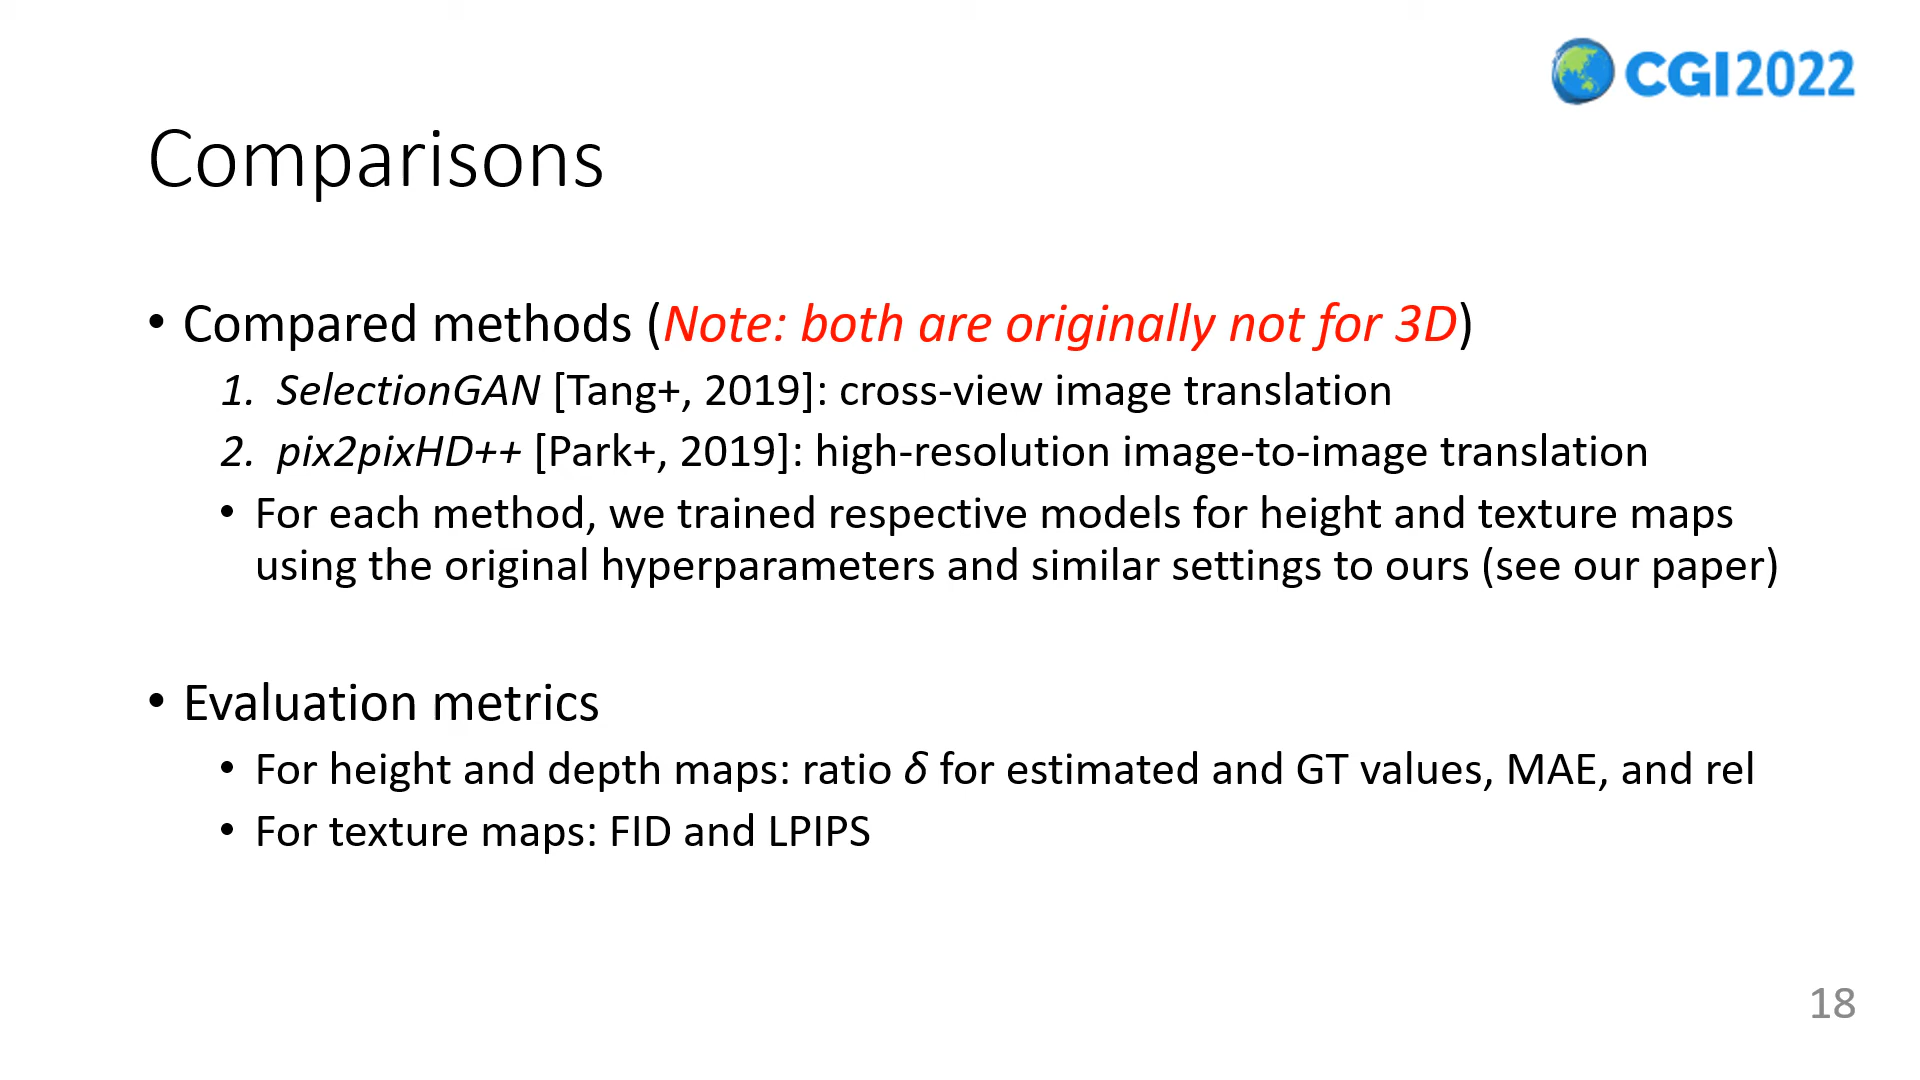 CGI2022
Comparisons
• Compared methods (Note: both are originally not for 3D)
1. SelectionGAN [Tang+, 2019]: cross-view image translation
2. pix2pixHD++ [Park+, 2019]: high-resolution image-to-image translation
• For each method, we trained respective models for height and texture maps
using the original hyperparameters and similar settings to ours (see our paper)
• Evaluation metrics
• For height and depth maps: ratio δ for estimated and GT values, MAE, and rel
• For texture maps: FID and LPIPS
18